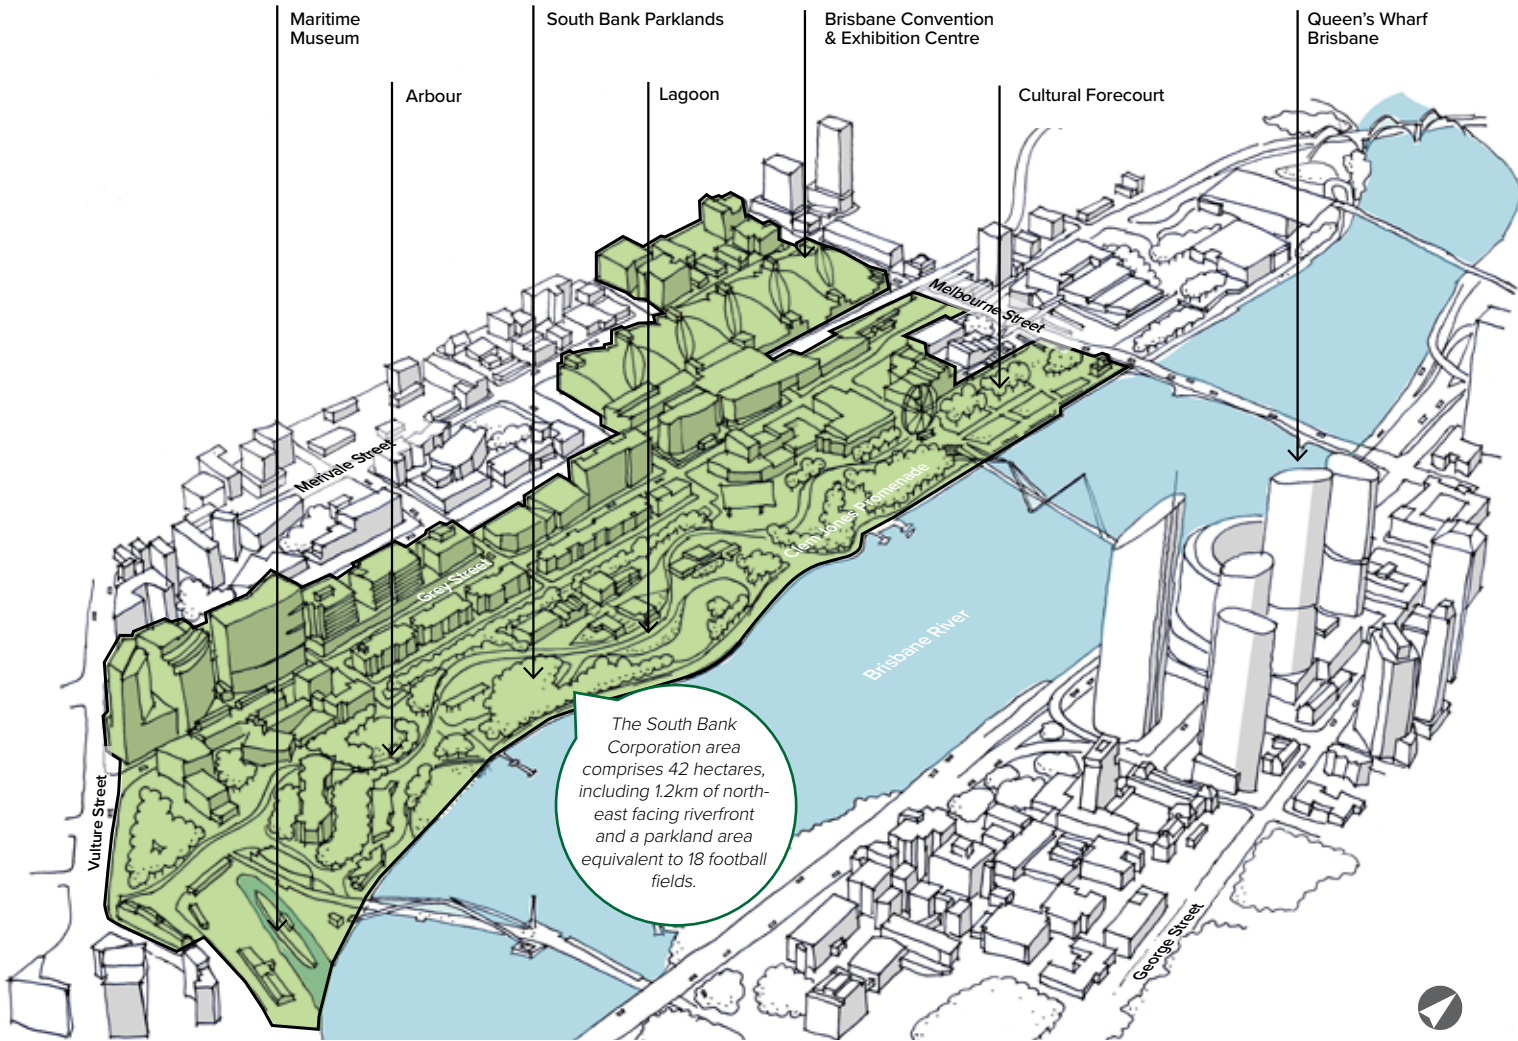 Maritime
Museum
South Bank Parklands
Brisbane Convention
& Exhibition Centre
Queen's Wharf
Brisbane
Arbour
Lagoon
Cultural Forecourt
Melbourne Street
Merivale Street
Grey Street
Clem Jones Promenade
Brisbane River
Vulture Street
George Street
The South Bank
Corporation area
comprises 42 hectares,
including 1.2km of north-
east facing riverfront
and a parkland area
equivalent to 18 football
fields.